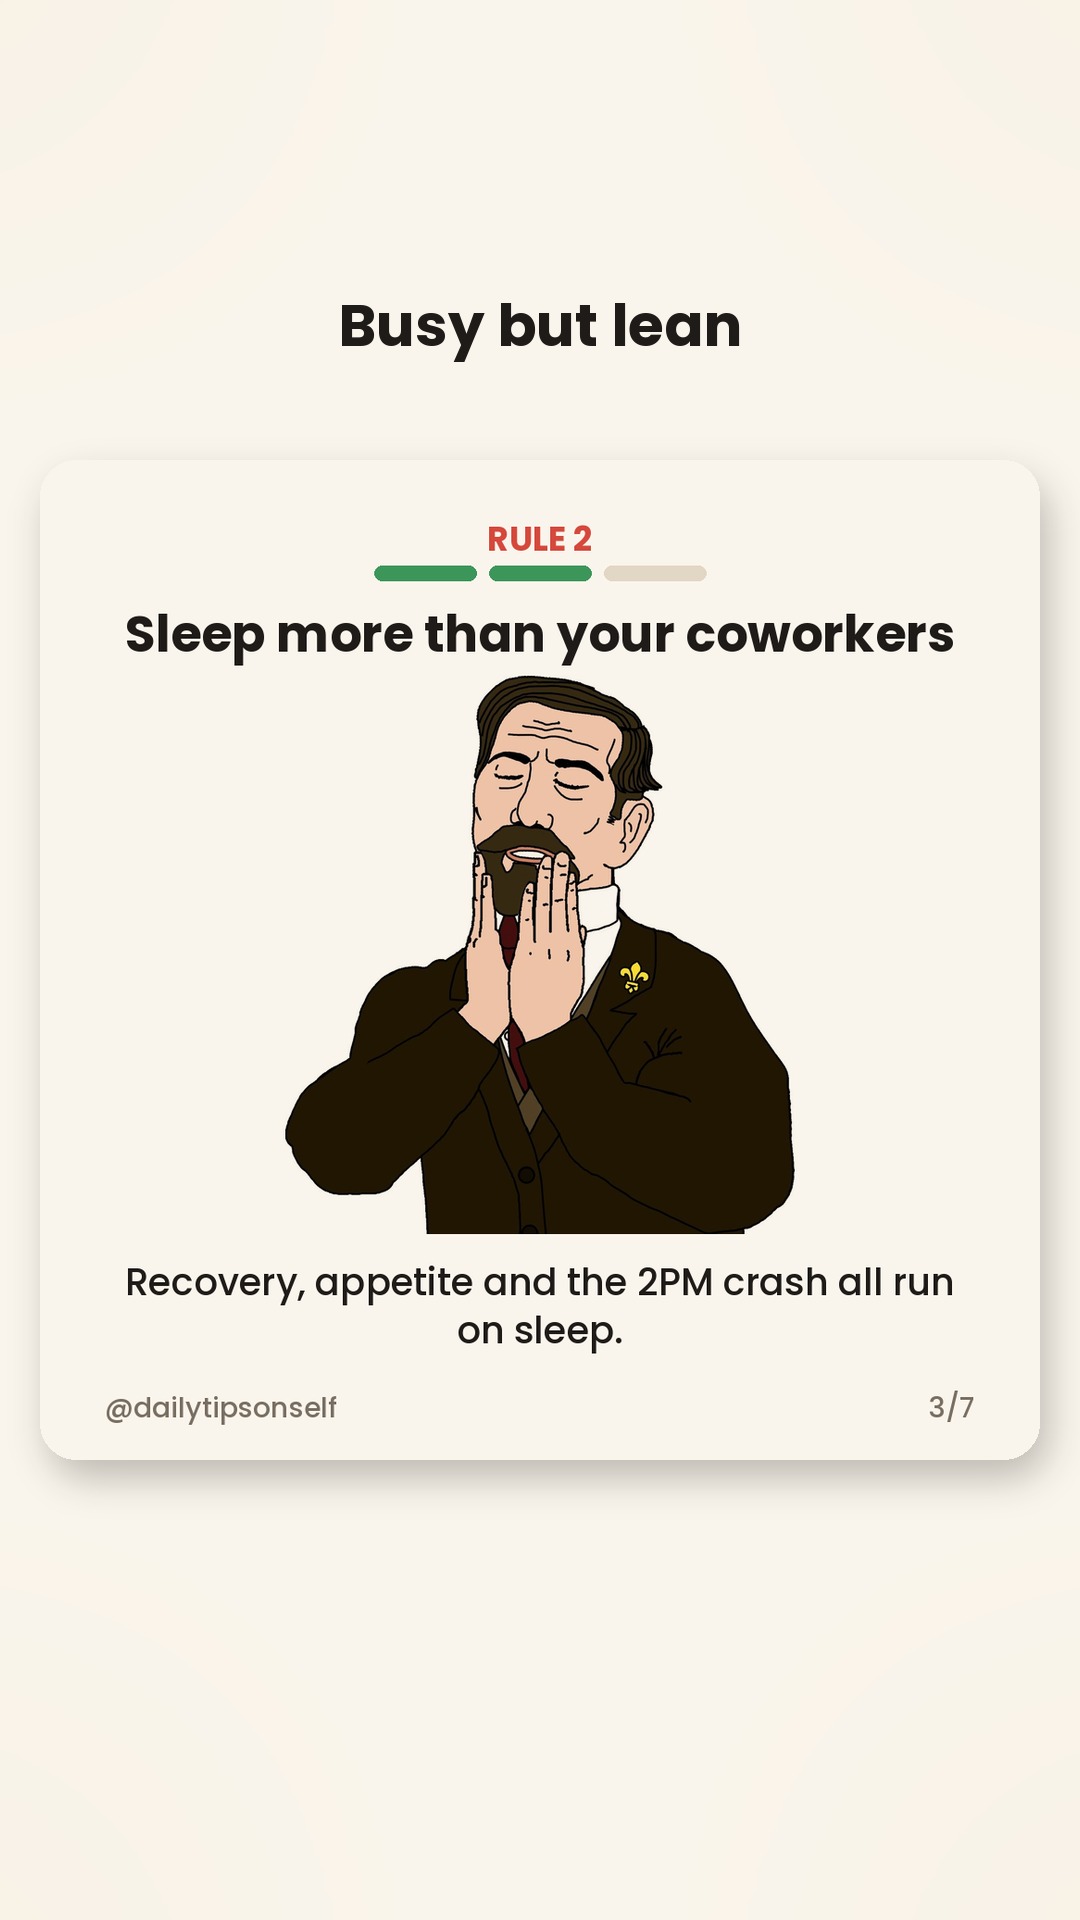 Busy but lean
RULE 2
Sleep more than your coworkers
Recovery, appetite and the 2PM crash all run
on sleep.
@dailytipsonself
3/7